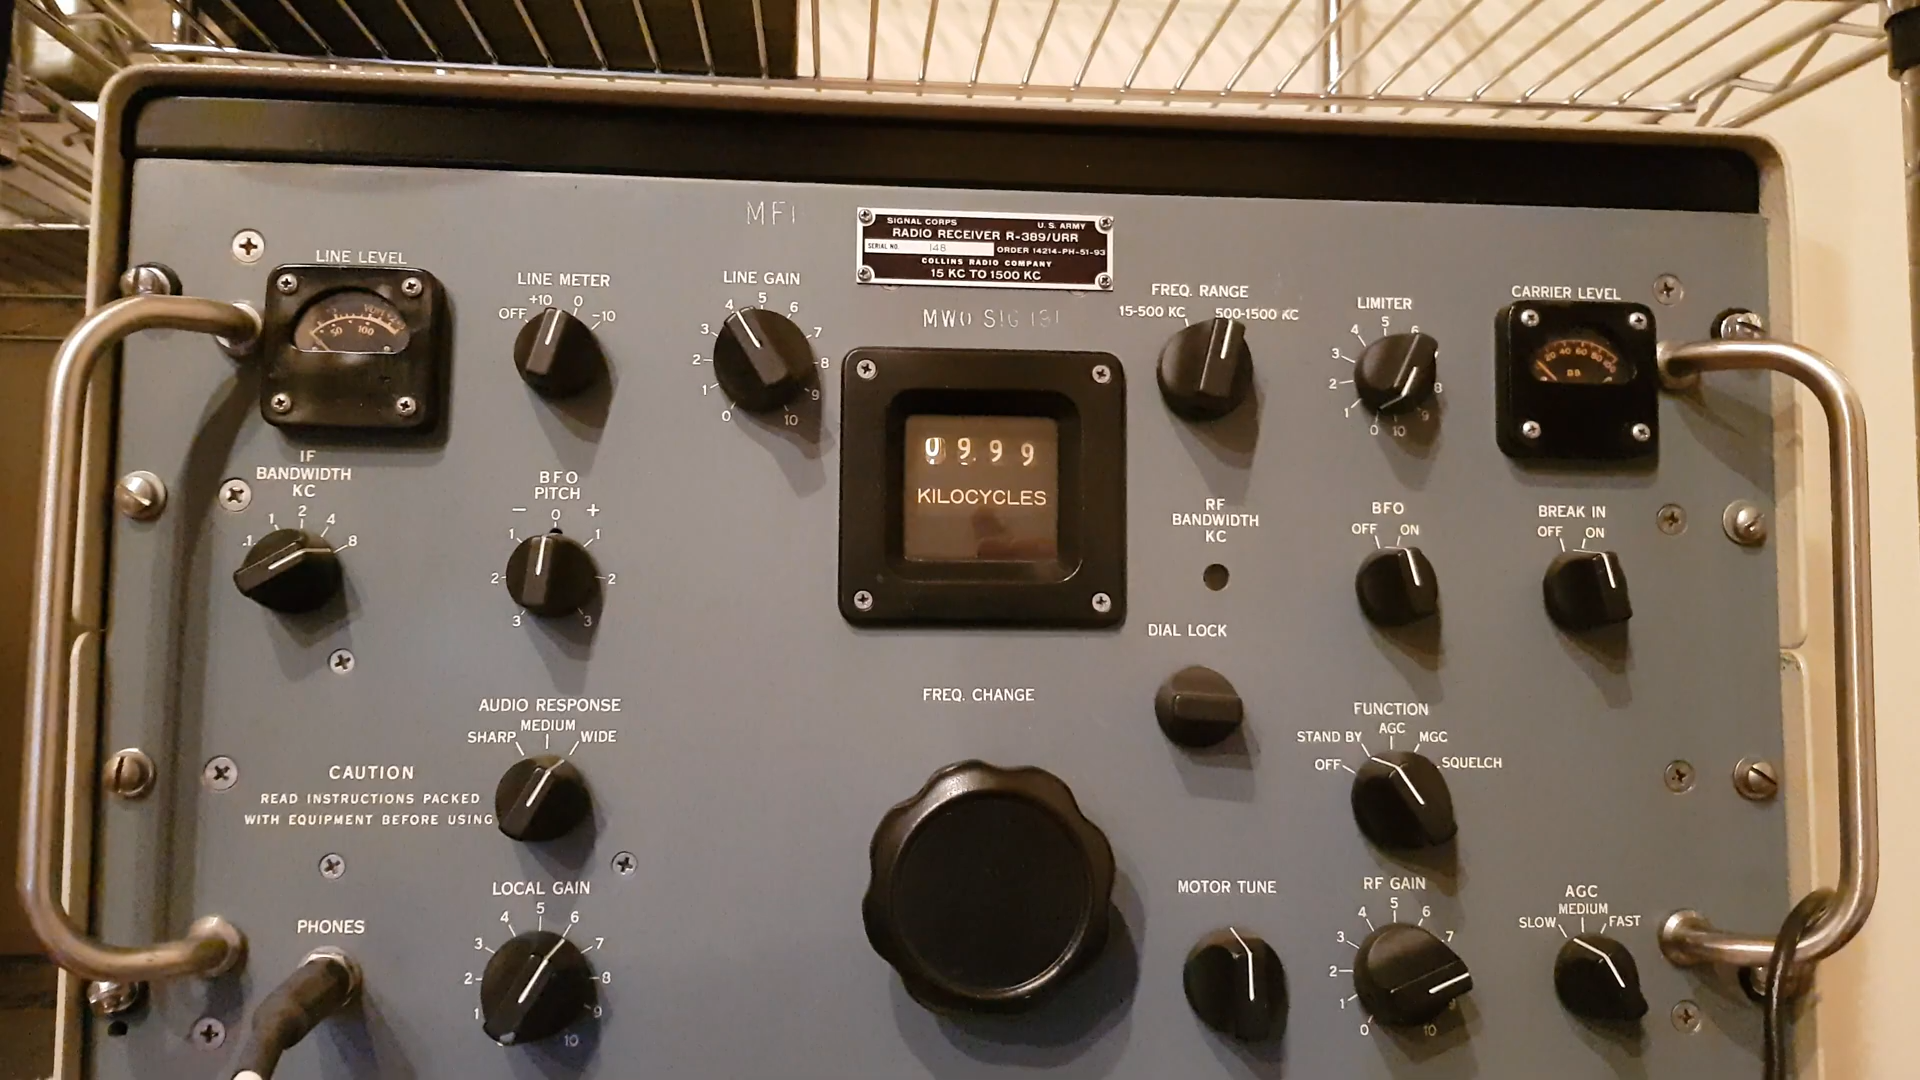 MFI
SIGNAL CORPS U.S. ARMY
RADIO RECEIVER R-389/URR
SERIAL NO. 148 ORDER 14214-PH-51-93
COLLINS RADIO COMPANY
15 KC TO 1500 KC
MWO SIG 131
LINE LEVEL
50 100
LINE METER
OFF +10 0 -10
LINE GAIN
0 1 2 3 4 5 6 7 8 9 10
FREQ. RANGE
15-500 KC 500-1500 KC
LIMITER
0 1 2 3 4 5 6 8 9 10
CARRIER LEVEL
20 40 60 80 100
DB
0999
KILOCYCLES
IF
BANDWIDTH
KC
.1 1 2 4 8
BFO
PITCH
- 0 +
3 2 1 1 2 3
RF
BANDWIDTH
KC
BFO
OFF ON
BREAK IN
OFF ON
DIAL LOCK
FREQ. CHANGE
AUDIO RESPONSE
SHARP MEDIUM WIDE
FUNCTION
OFF STAND BY AGC MGC SQUELCH
CAUTION
READ INSTRUCTIONS PACKED
WITH EQUIPMENT BEFORE USING
LOCAL GAIN
1 2 3 4 5 6 7 8 9 10
PHONES
MOTOR TUNE
RF GAIN
0 1 2 3 4 5 6 7 9 10
AGC
SLOW MEDIUM FAST